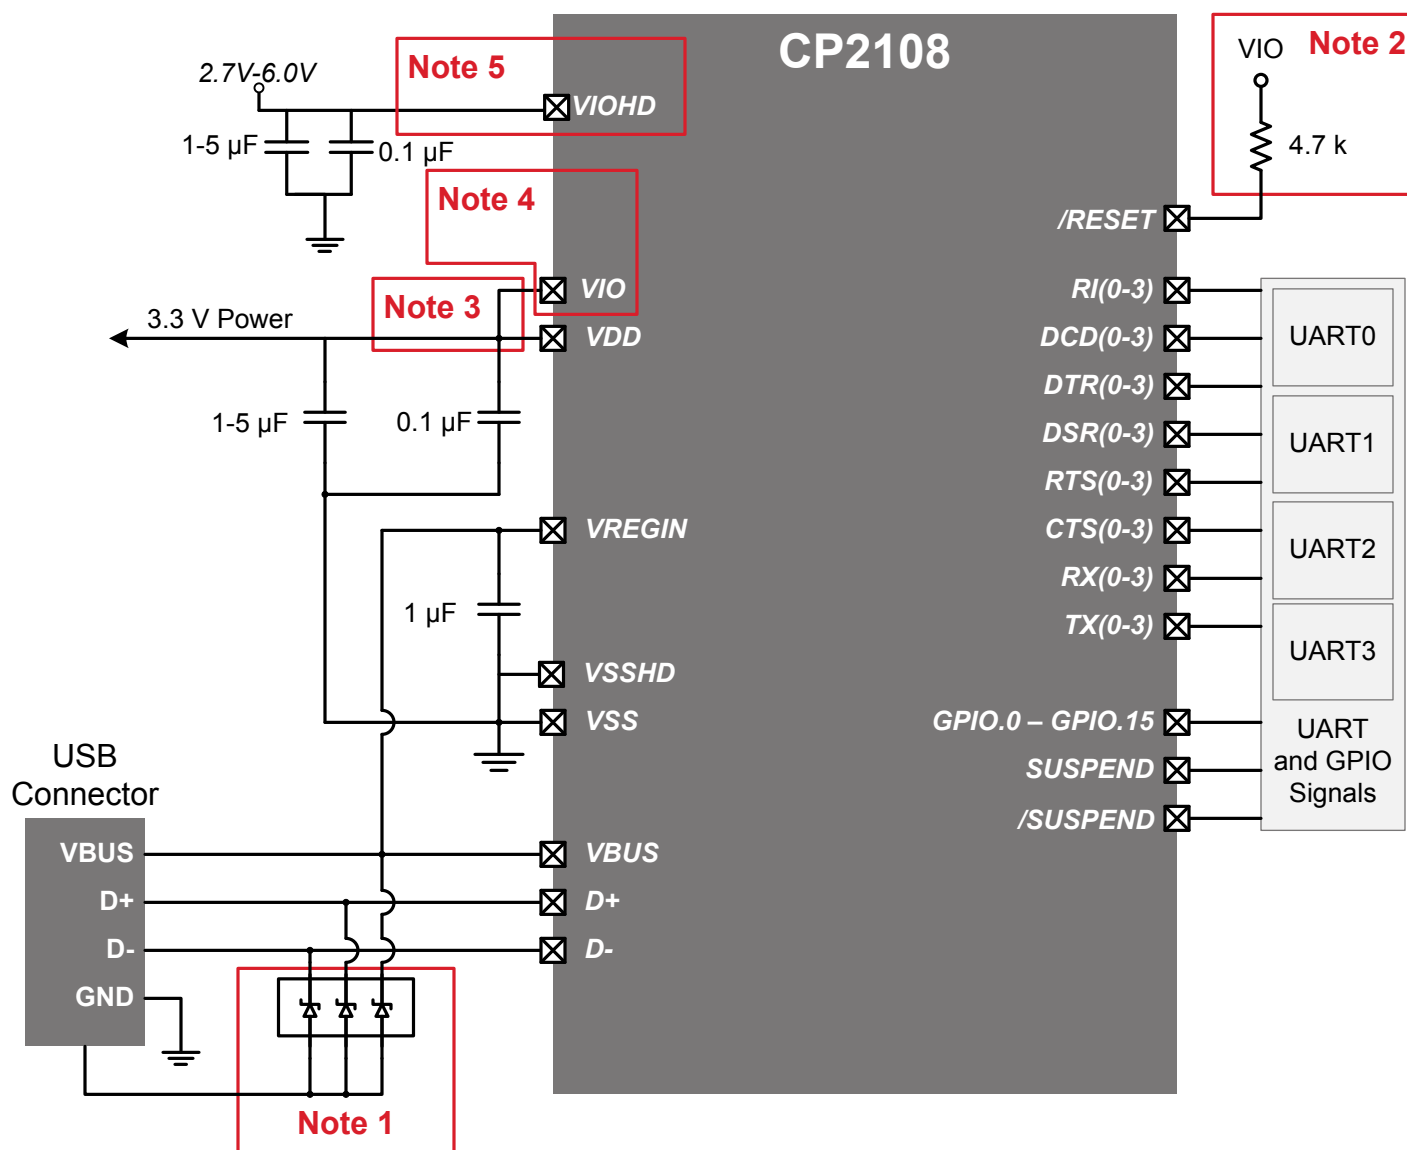 CP2108
Note 5
2.7V-6.0V
VIOHD
1-5 µF
0.1 µF
Note 2
VIO
4.7 k
Note 4
/RESET
VIO
Note 3
3.3 V Power
VDD
1-5 µF
0.1 µF
VREGIN
1 µF
VSSHD
VSS
RI(0-3)
DCD(0-3)
DTR(0-3)
DSR(0-3)
RTS(0-3)
CTS(0-3)
RX(0-3)
TX(0-3)
GPIO.0 – GPIO.15
SUSPEND
/SUSPEND
UART0
UART1
UART2
UART3
UART
and GPIO
Signals
USB
Connector
VBUS
D+
D-
GND
VBUS
D+
D-
Note 1